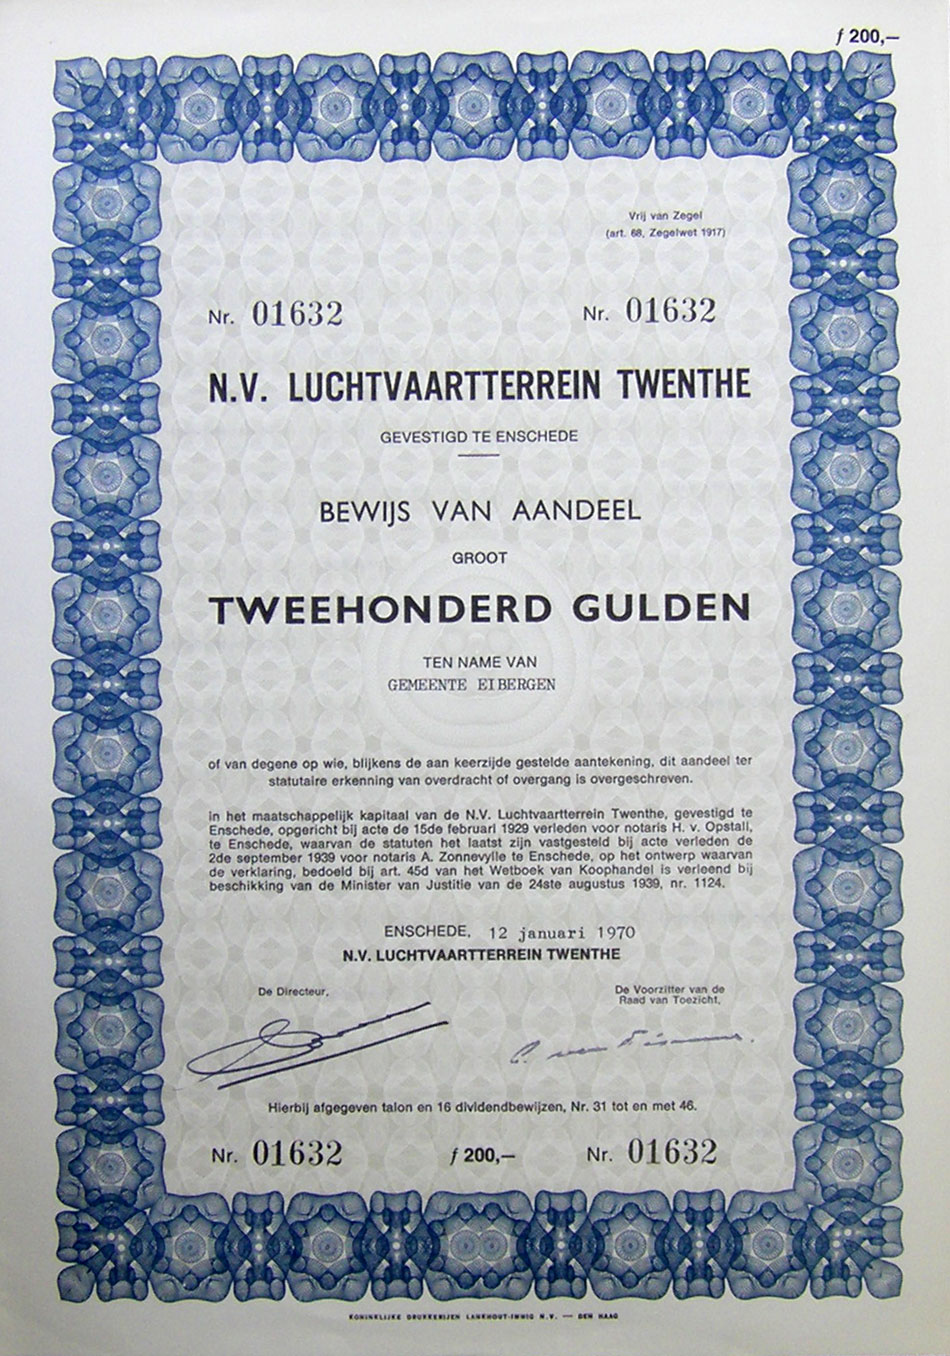 ƒ 200,—
Vrij van Zegel
(art. 68, Zegelwet 1917)
Nr. 01632 Nr. 01632
N.V. LUCHTVAARTTERREIN TWENTHE
GEVESTIGD TE ENSCHEDE
BEWIJS VAN AANDEEL
GROOT
TWEEHONDERD GULDEN
TEN NAME VAN
GEMEENTE EIBERGEN
of van degene op wie, blijkens de aan keerzijde gestelde aantekening, dit aandeel ter
statutaire erkenning van overdracht of overgang is overgeschreven.
in het maatschappelijk kapitaal van de N.V. Luchtvaartterrein Twenthe, gevestigd te
Enschede, opgericht bij acte de 15de februari 1929 verleden voor notaris H. v. Opstall,
te Enschede, waarvan de statuten het laatst zijn vastgesteld bij acte verleden de
2de september 1939 voor notaris A. Zonnevylle te Enschede, op het ontwerp waarvan
de verklaring, bedoeld bij art. 45d van het Wetboek van Koophandel is verleend bij
beschikking van de Minister van Justitie van de 24ste augustus 1939, nr. 1124.
ENSCHEDE, 12 januari 1970
N.V. LUCHTVAARTTERREIN TWENTHE
De Directeur,
De Voorzitter van de
Raad van Toezicht,
Hierbij afgegeven talon en 16 dividendbewijzen, Nr. 31 tot en met 46.
Nr. 01632 ƒ 200,— Nr. 01632
KONINKLIJKE DRUKKERIJEN LANKHOUT-IMMIG N.V. — DEN HAAG